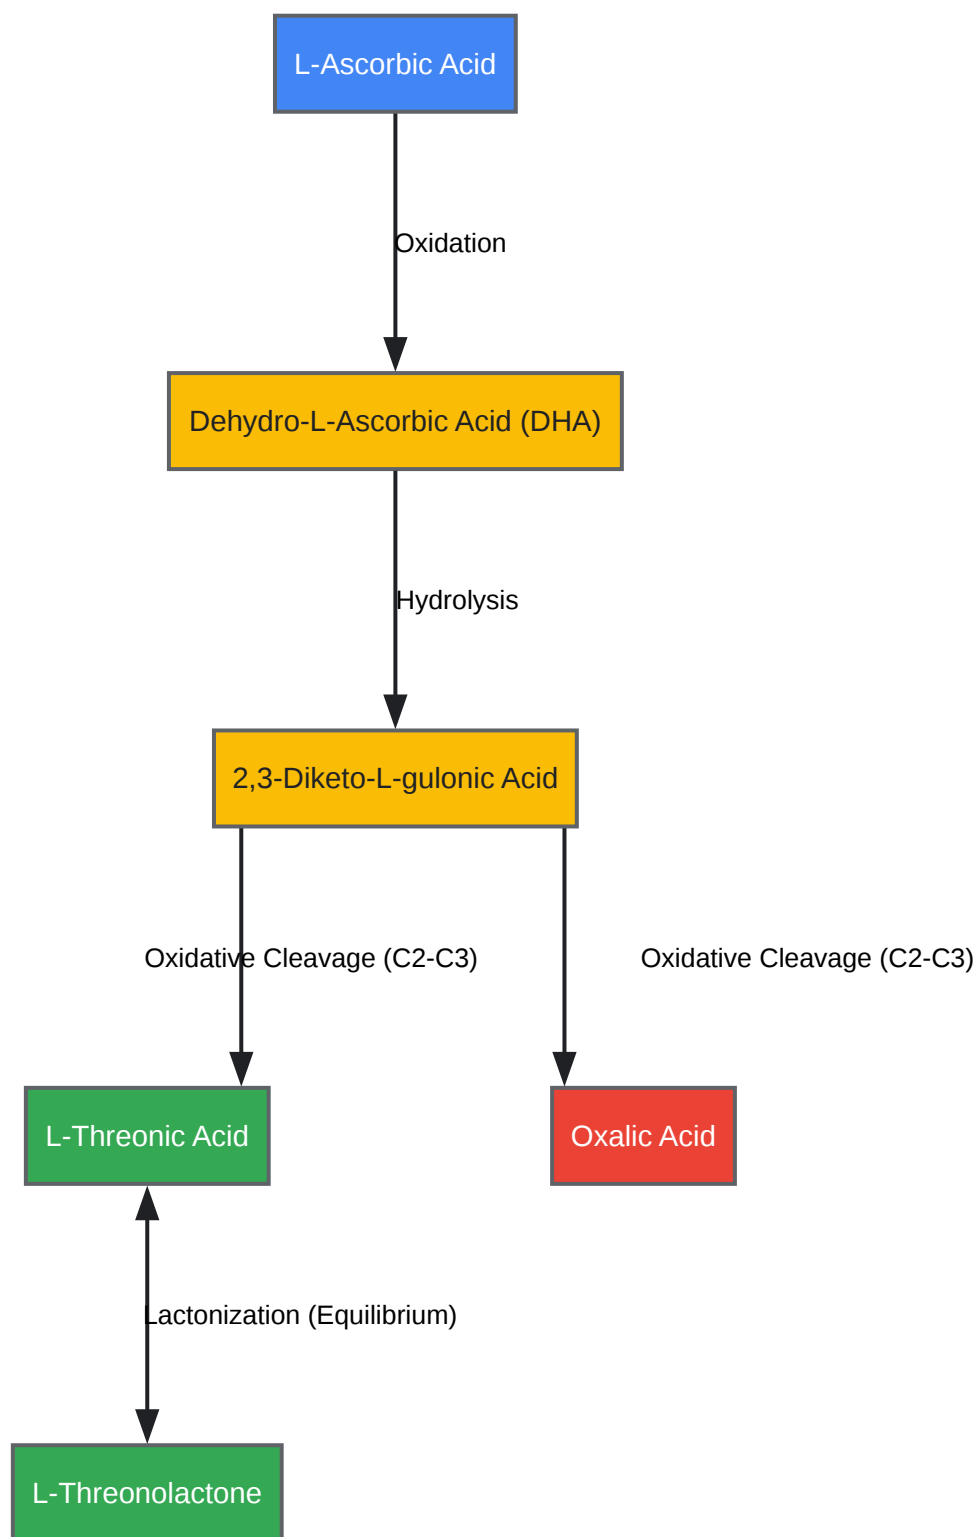 L-Ascorbic Acid
Oxidation
Dehydro-L-Ascorbic Acid (DHA)
Hydrolysis
2,3-Diketo-L-gulonic Acid
Oxidative Cleavage (C2-C3)
Oxidative Cleavage (C2-C3)
L-Threonic Acid
Oxalic Acid
Lactonization (Equilibrium)
L-Threonolactone